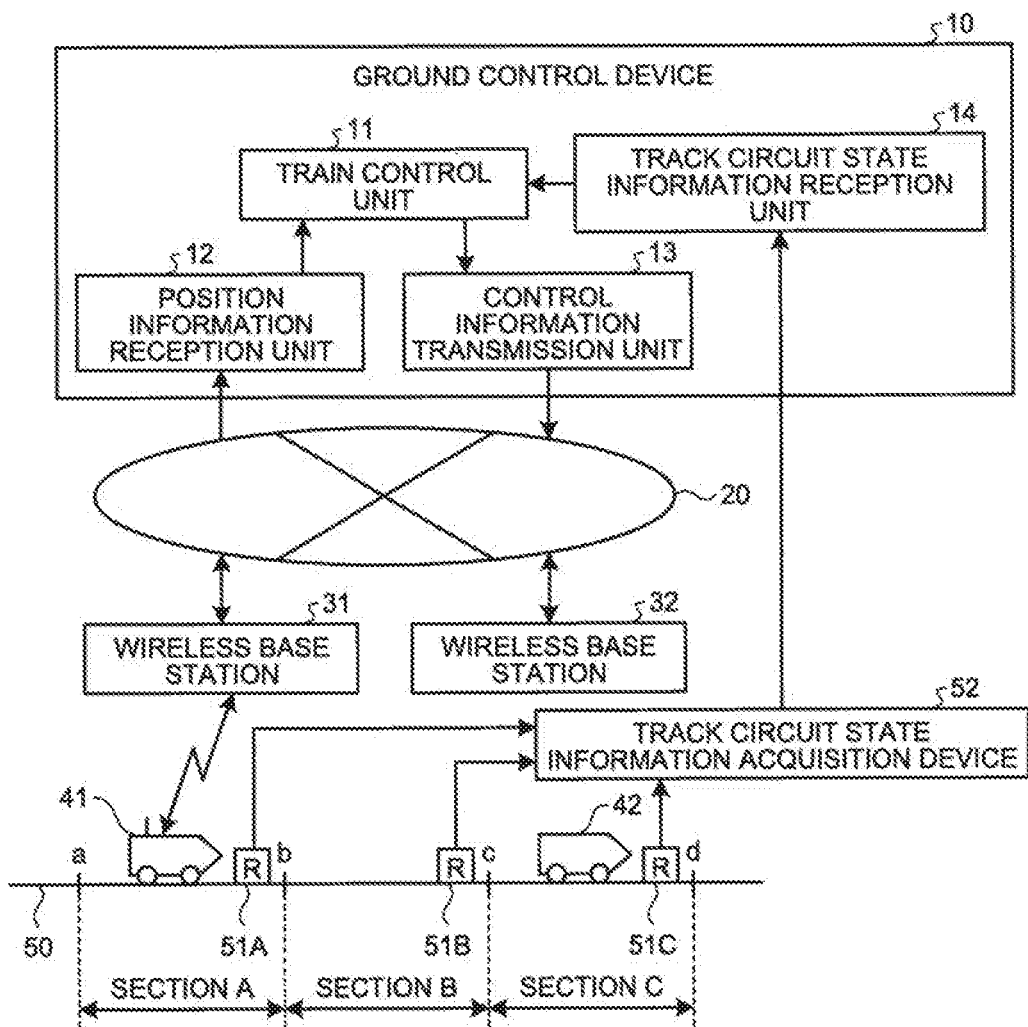 10
GROUND CONTROL DEVICE
11
TRAIN CONTROL
UNIT
14
TRACK CIRCUIT STATE
INFORMATION RECEPTION
UNIT
12
POSITION
INFORMATION
RECEPTION UNIT
13
CONTROL
INFORMATION
TRANSMISSION UNIT
20
31
WIRELESS BASE
STATION
32
WIRELESS BASE
STATION
52
TRACK CIRCUIT STATE
INFORMATION ACQUISITION DEVICE
41
42
a
R
b
R
c
R
d
50
51A
51B
51C
SECTION A
SECTION B
SECTION C